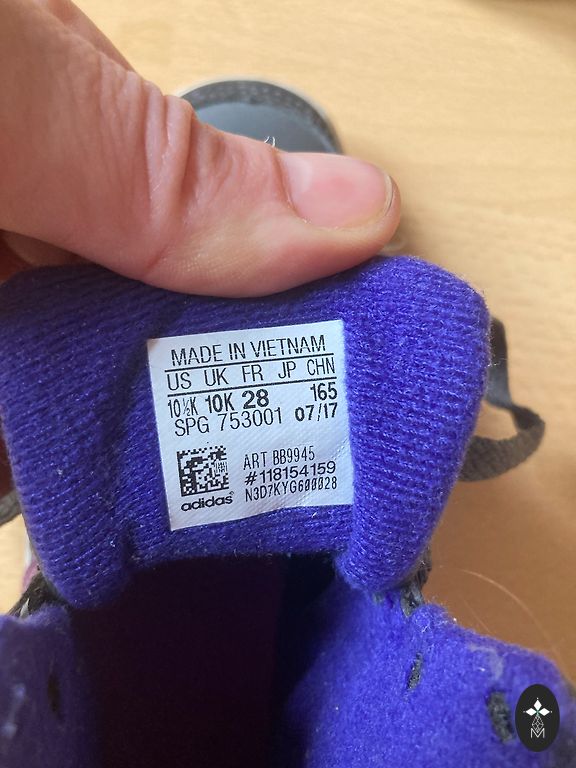 MADE IN VIETNAM
US UK FR JP CHN
10½K 10K 28 165
SPG 753001 07/17
ART BB9945
#118154159
N3D7KYG600028
adidas
M